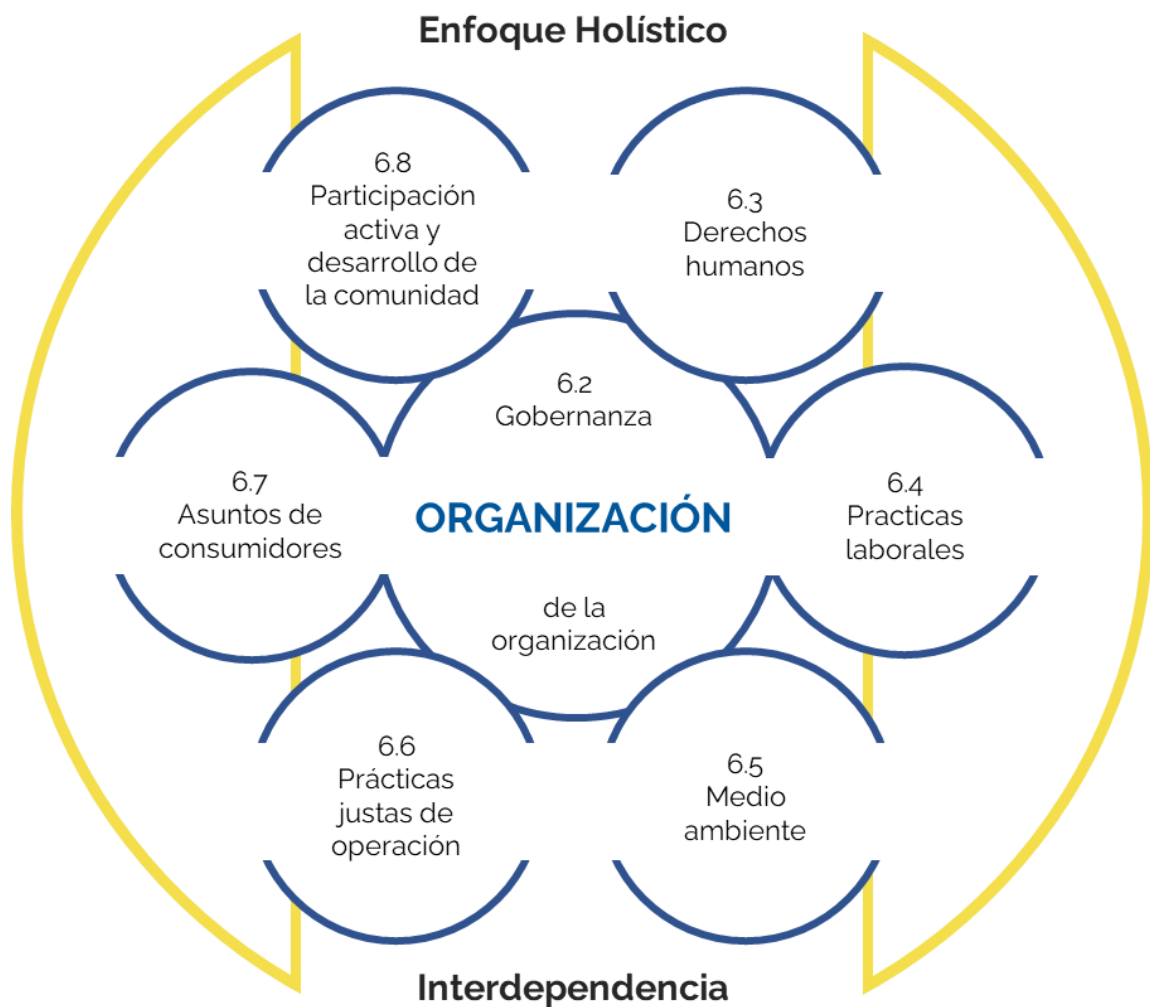 Enfoque Holístico
6.8
Participación
activa y
desarrollo de
la comunidad
6.3
Derechos
humanos
6.2
Gobernanza
6.7
Asuntos de
consumidores
ORGANIZACIÓN
6.4
Practicas
laborales
de la
organización
6.6
Prácticas
justas de
operación
6.5
Medio
ambiente
Interdependencia